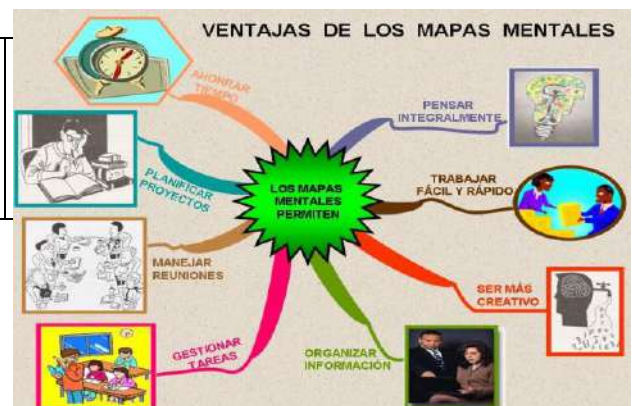 VENTAJAS DE LOS MAPAS MENTALES
AHORRAR
TIEMPO
PENSAR
INTEGRALMENTE
PLANIFICAR
PROYECTOS
LOS MAPAS
MENTALES
PERMITEN
TRABAJAR
FÁCIL Y RÁPIDO
MANEJAR
REUNIONES
SER MÁS
CREATIVO
GESTIONAR
TAREAS
ORGANIZAR
INFORMACIÓN